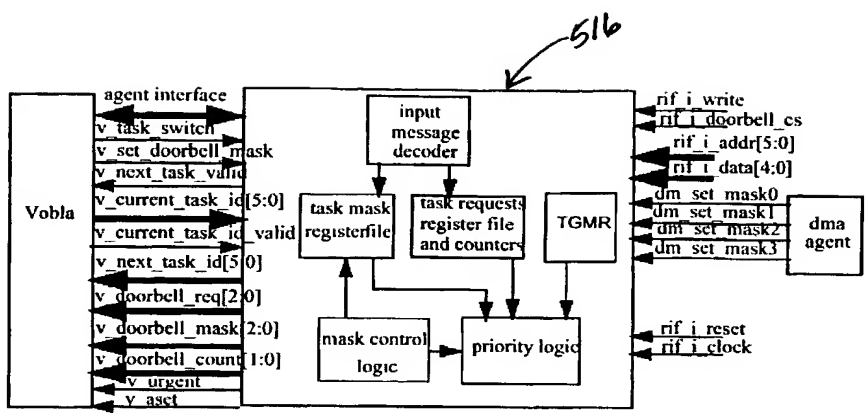 516
agent interface
v_task_switch
v_set_doorbell_mask
v_next_task_valid
v_current_task_id[5:0]
v_current_task_id_valid
v_next_task_id[5:0]
v_doorbell_req[2:0]
v_doorbell_mask[2:0]
v_doorbell_count[1:0]
v_urgent
v_aset
Vobla
input
message
decoder
task mask
registerfile
task requests
register file
and counters
TGMR
mask control
logic
priority logic
rif_i_write
rif_i_doorbell_cs
rif_i_addr[5:0]
rif_i_data[4:0]
dm_set_mask0
dm_set_mask1
dm_set_mask2
dm_set_mask3
dma
agent
rif_i_reset
rif_i_clock